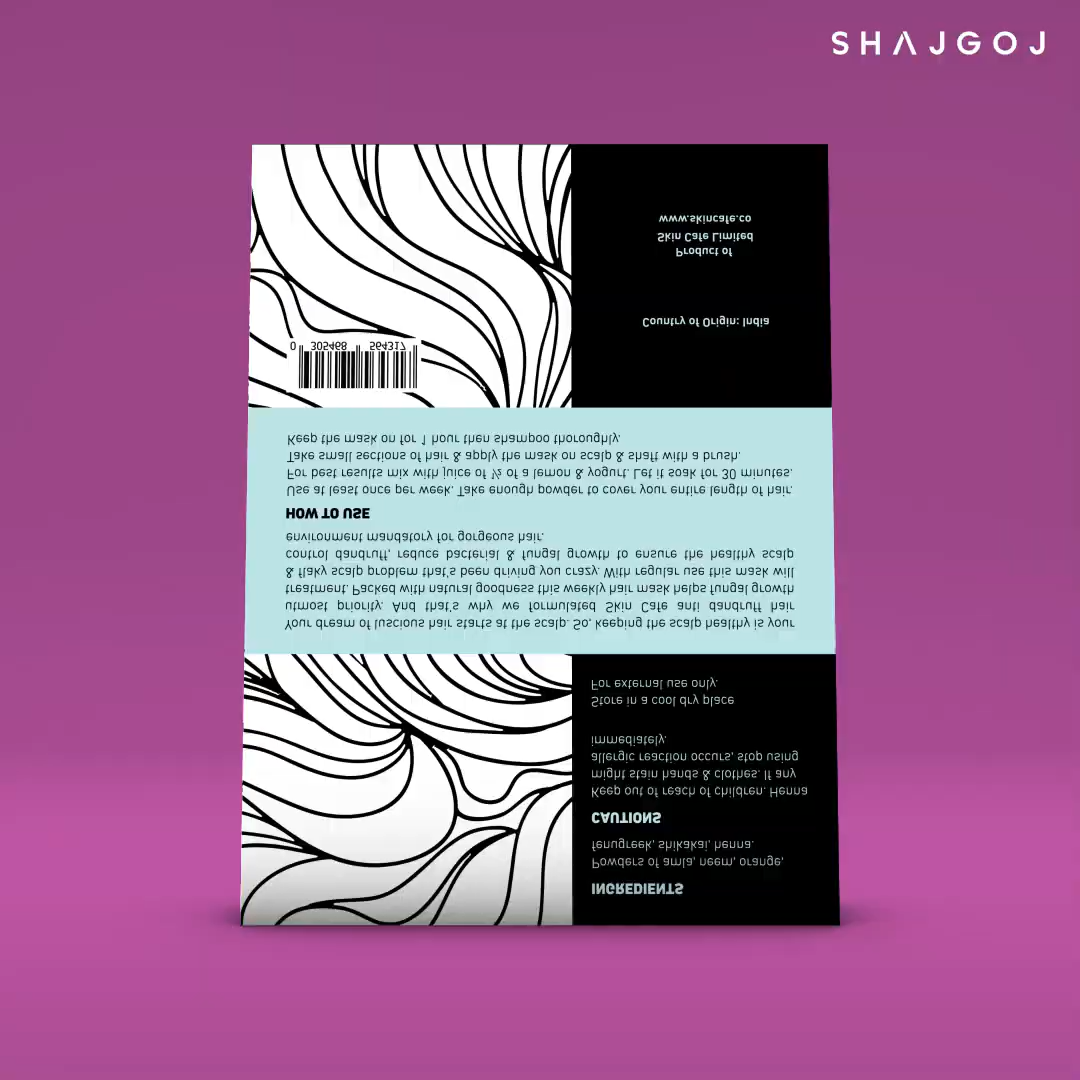 SHAJGOJ
INGREDIENTS
Powders of amla, neem, orange,
fenugreek, shikakai, henna.
CAUTIONS
Keep out of reach of children. Henna
might stain hands & clothes. If any
allergic reaction occurs, stop using
immediately.
Store in a cool dry place
For external use only.
Your dream of luscious hair starts at the scalp. So, keeping the scalp healthy is your
utmost priority. And that's why we formulated Skin Cafe anti dandruff hair
treatment. Packed with natural goodness this weekly hair mask helps fungal growth
& flaky scalp problem that's been driving you crazy. With regular use this mask will
control dandruff, reduce bacterial & fungal growth to ensure the healthy scalp
environment mandatory for gorgeous hair.
HOW TO USE
Use at least once per week. Take enough powder to cover your entire length of hair.
For best results mix with juice of ½ of a lemon & yogurt. Let it soak for 30 minutes.
Take small sections of hair & apply the mask on scalp & shaft with a brush.
Keep the mask on for 1 hour then shampoo thoroughly.
0 305468 564317
Country of Origin: India
Product of
Skin Cafe Limited
www.skincafe.co